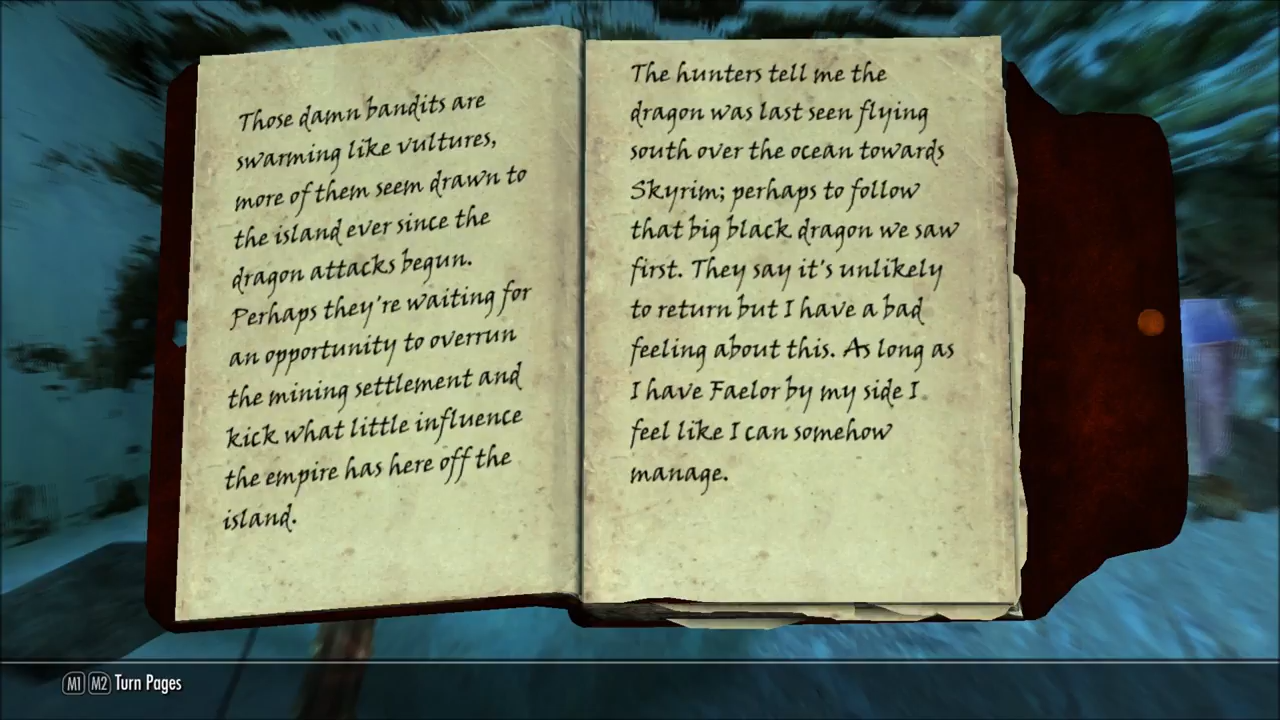 Those damn bandits are
swarming like vultures,
more of them seem drawn to
the island ever since the
dragon attacks begun.
Perhaps they're waiting for
an opportunity to overrun
the mining settlement and
kick what little influence
the empire has here off the
island.
The hunters tell me the
dragon was last seen flying
south over the ocean towards
Skyrim; perhaps to follow
that big black dragon we saw
first. They say it's unlikely
to return but I have a bad
feeling about this. As long as
I have Faelor by my side I
feel like I can somehow
manage.
M1 M2 Turn Pages